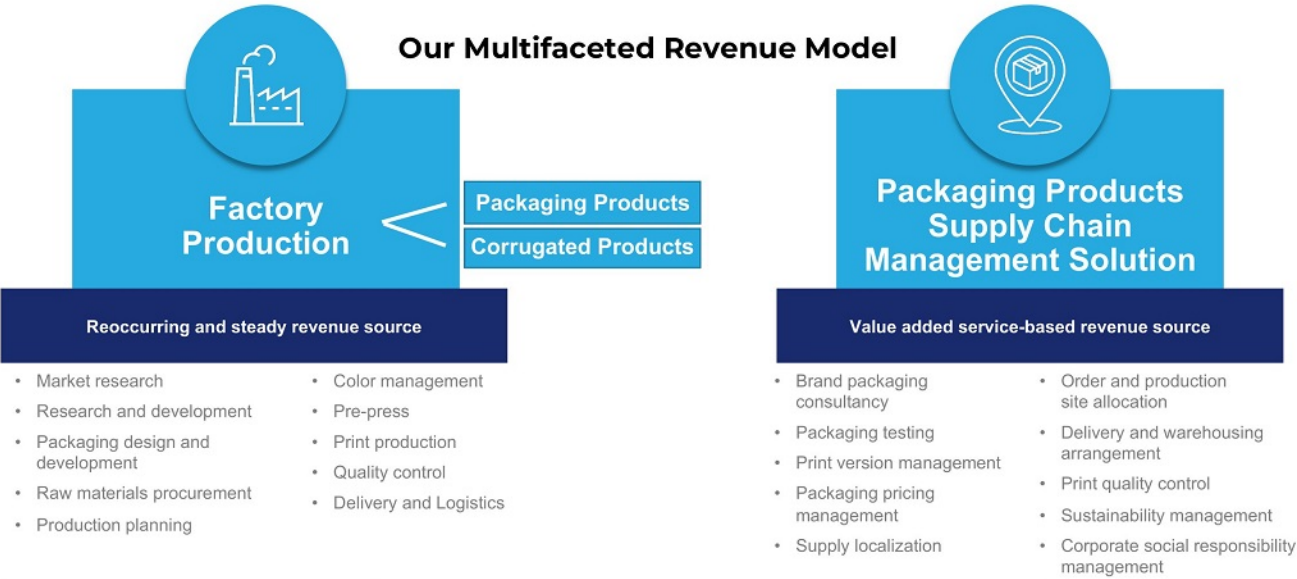 Our Multifaceted Revenue Model
Factory
Production
Packaging Products
Corrugated Products
Reoccurring and steady revenue source
• Market research
• Research and development
• Packaging design and
development
• Raw materials procurement
• Production planning
• Color management
• Pre-press
• Print production
• Quality control
• Delivery and Logistics
Packaging Products
Supply Chain
Management Solution
Value added service-based revenue source
• Brand packaging
consultancy
• Packaging testing
• Print version management
• Packaging pricing
management
• Supply localization
• Order and production
site allocation
• Delivery and warehousing
arrangement
• Print quality control
• Sustainability management
• Corporate social responsibility
management